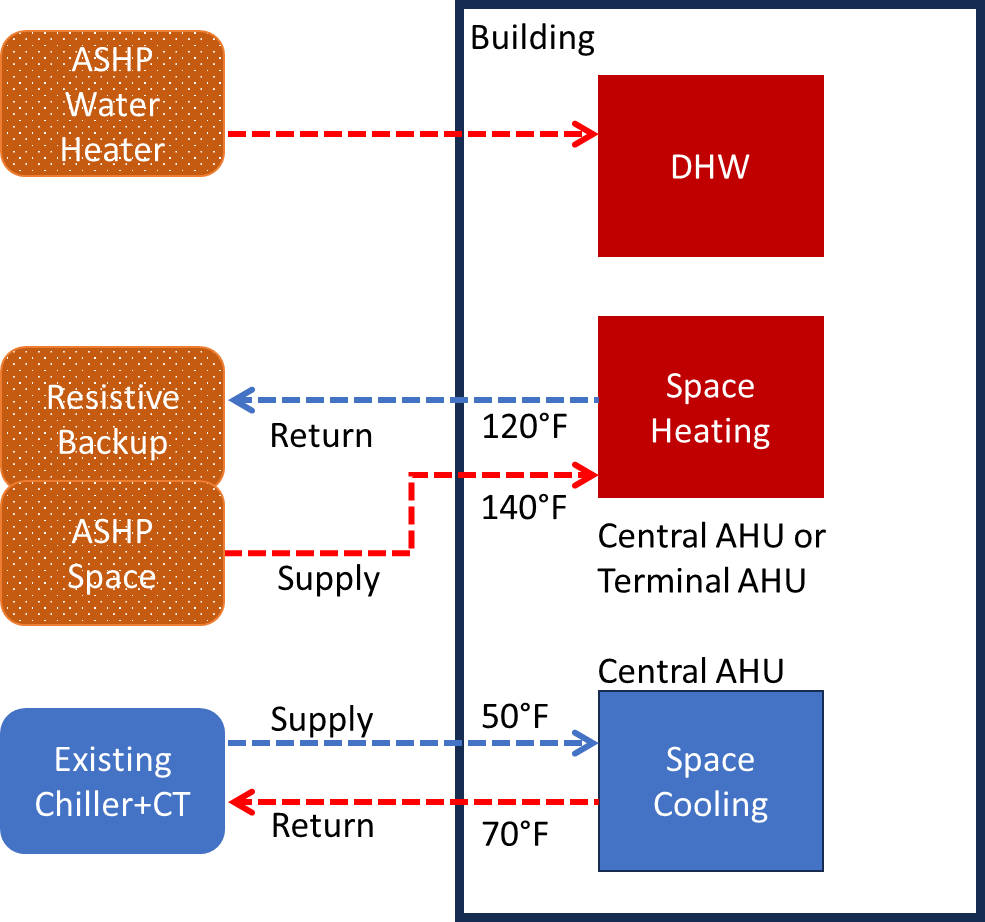 Building
ASHP
Water
Heater
DHW
Resistive
Backup
Return
120°F
Space
Heating
140°F
ASHP
Space
Supply
Central AHU or
Terminal AHU
Central AHU
Supply
50°F
Existing
Chiller+CT
Space
Cooling
Return
70°F